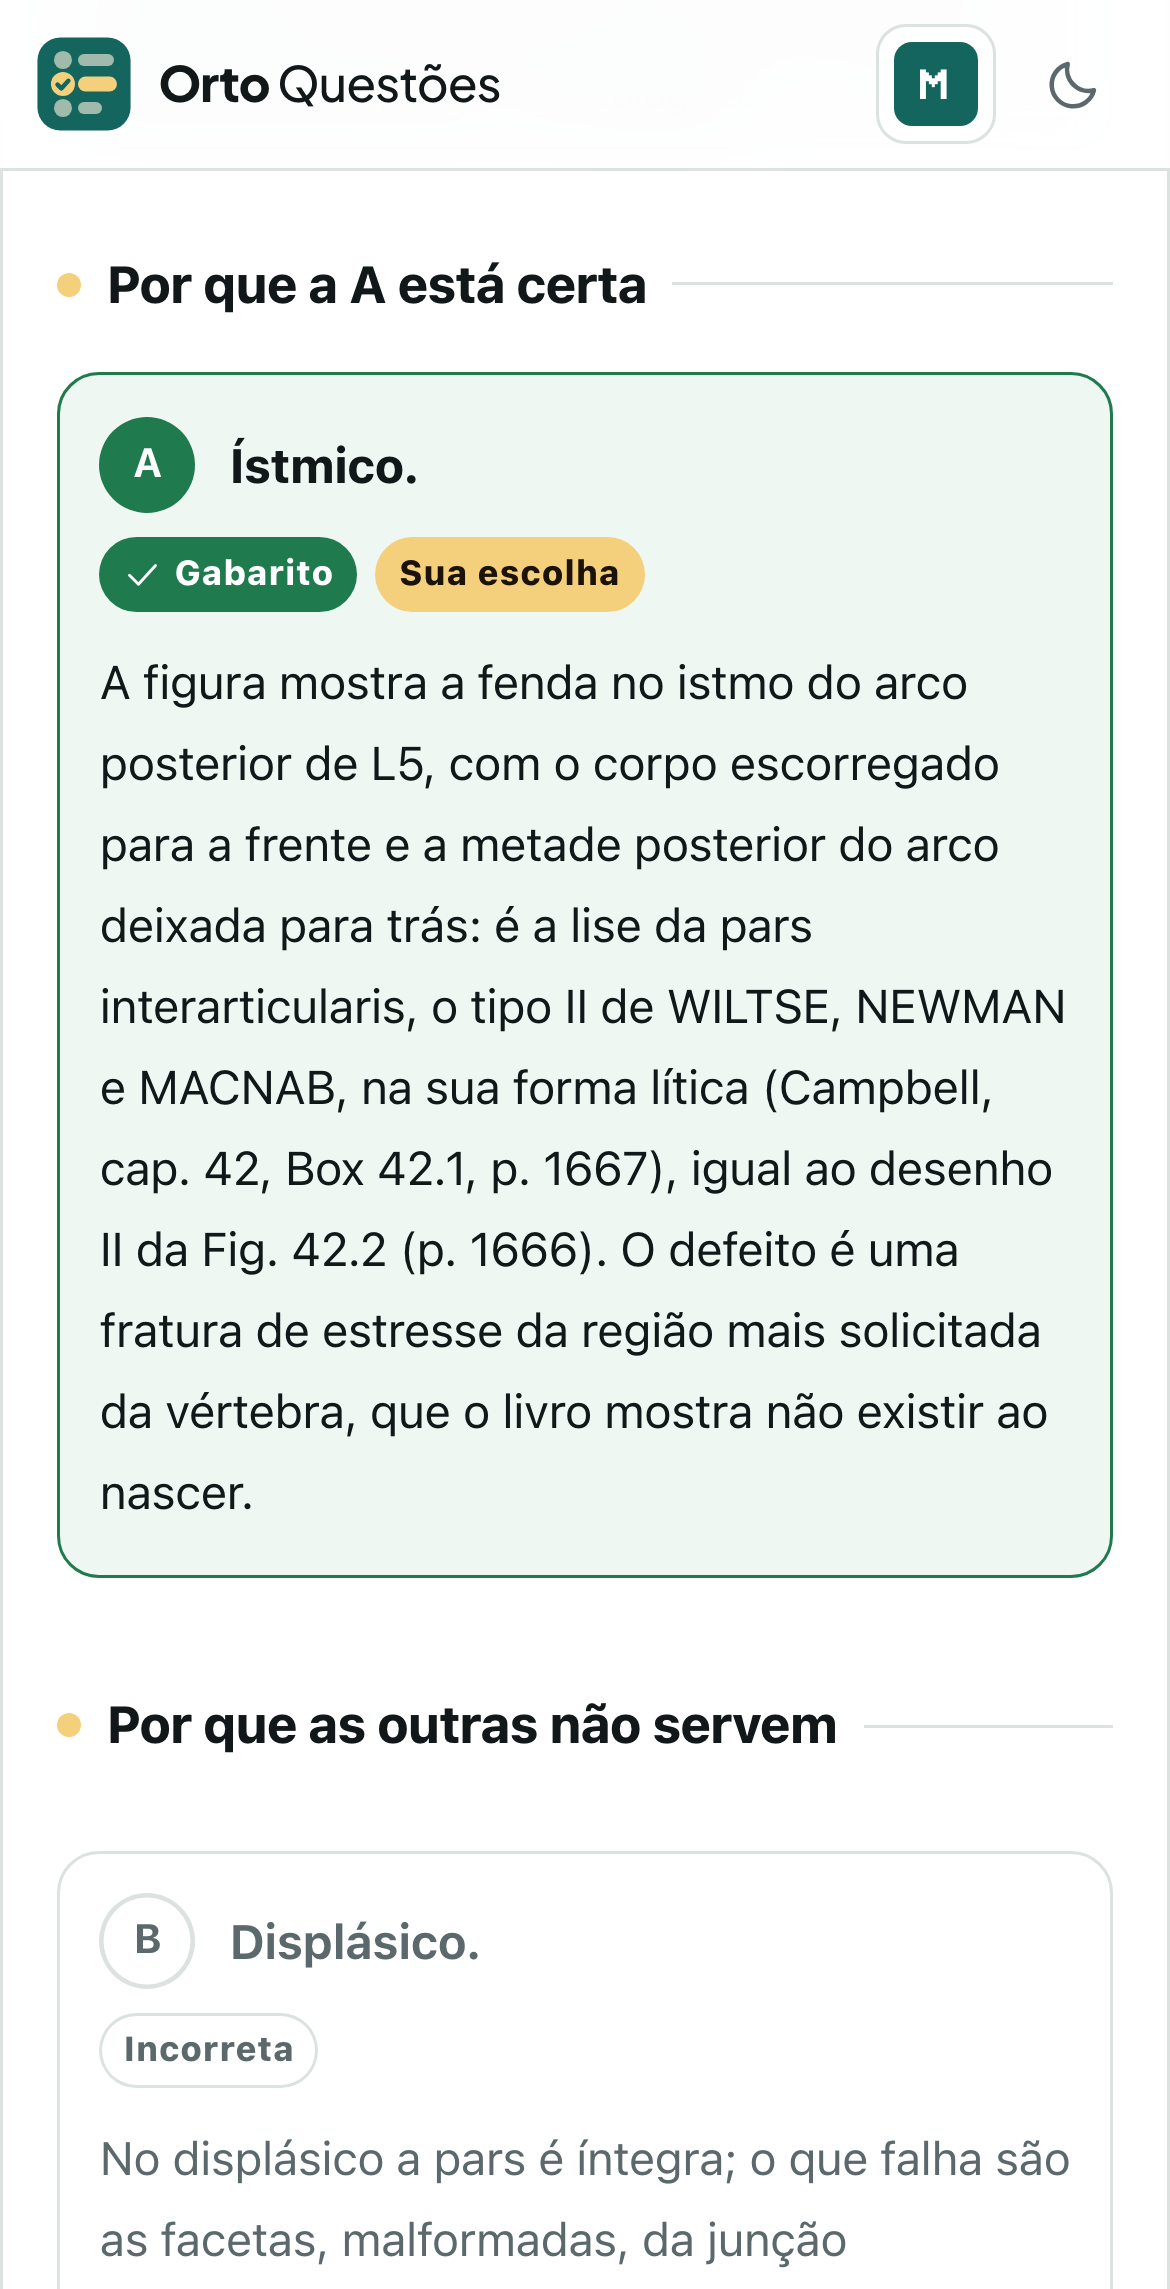 Orto Questões
M
Por que a A está certa
A
Ístmico.
Gabarito
Sua escolha
A figura mostra a fenda no istmo do arco
posterior de L5, com o corpo escorregado
para a frente e a metade posterior do arco
deixada para trás: é a lise da pars
interarticularis, o tipo II de WILTSE, NEWMAN
e MACNAB, na sua forma lítica (Campbell,
cap. 42, Box 42.1, p. 1667), igual ao desenho
II da Fig. 42.2 (p. 1666). O defeito é uma
fratura de estresse da região mais solicitada
da vértebra, que o livro mostra não existir ao
nascer.
Por que as outras não servem
B
Displásico.
Incorreta
No displásico a pars é íntegra; o que falha são
as facetas, malformadas, da junção